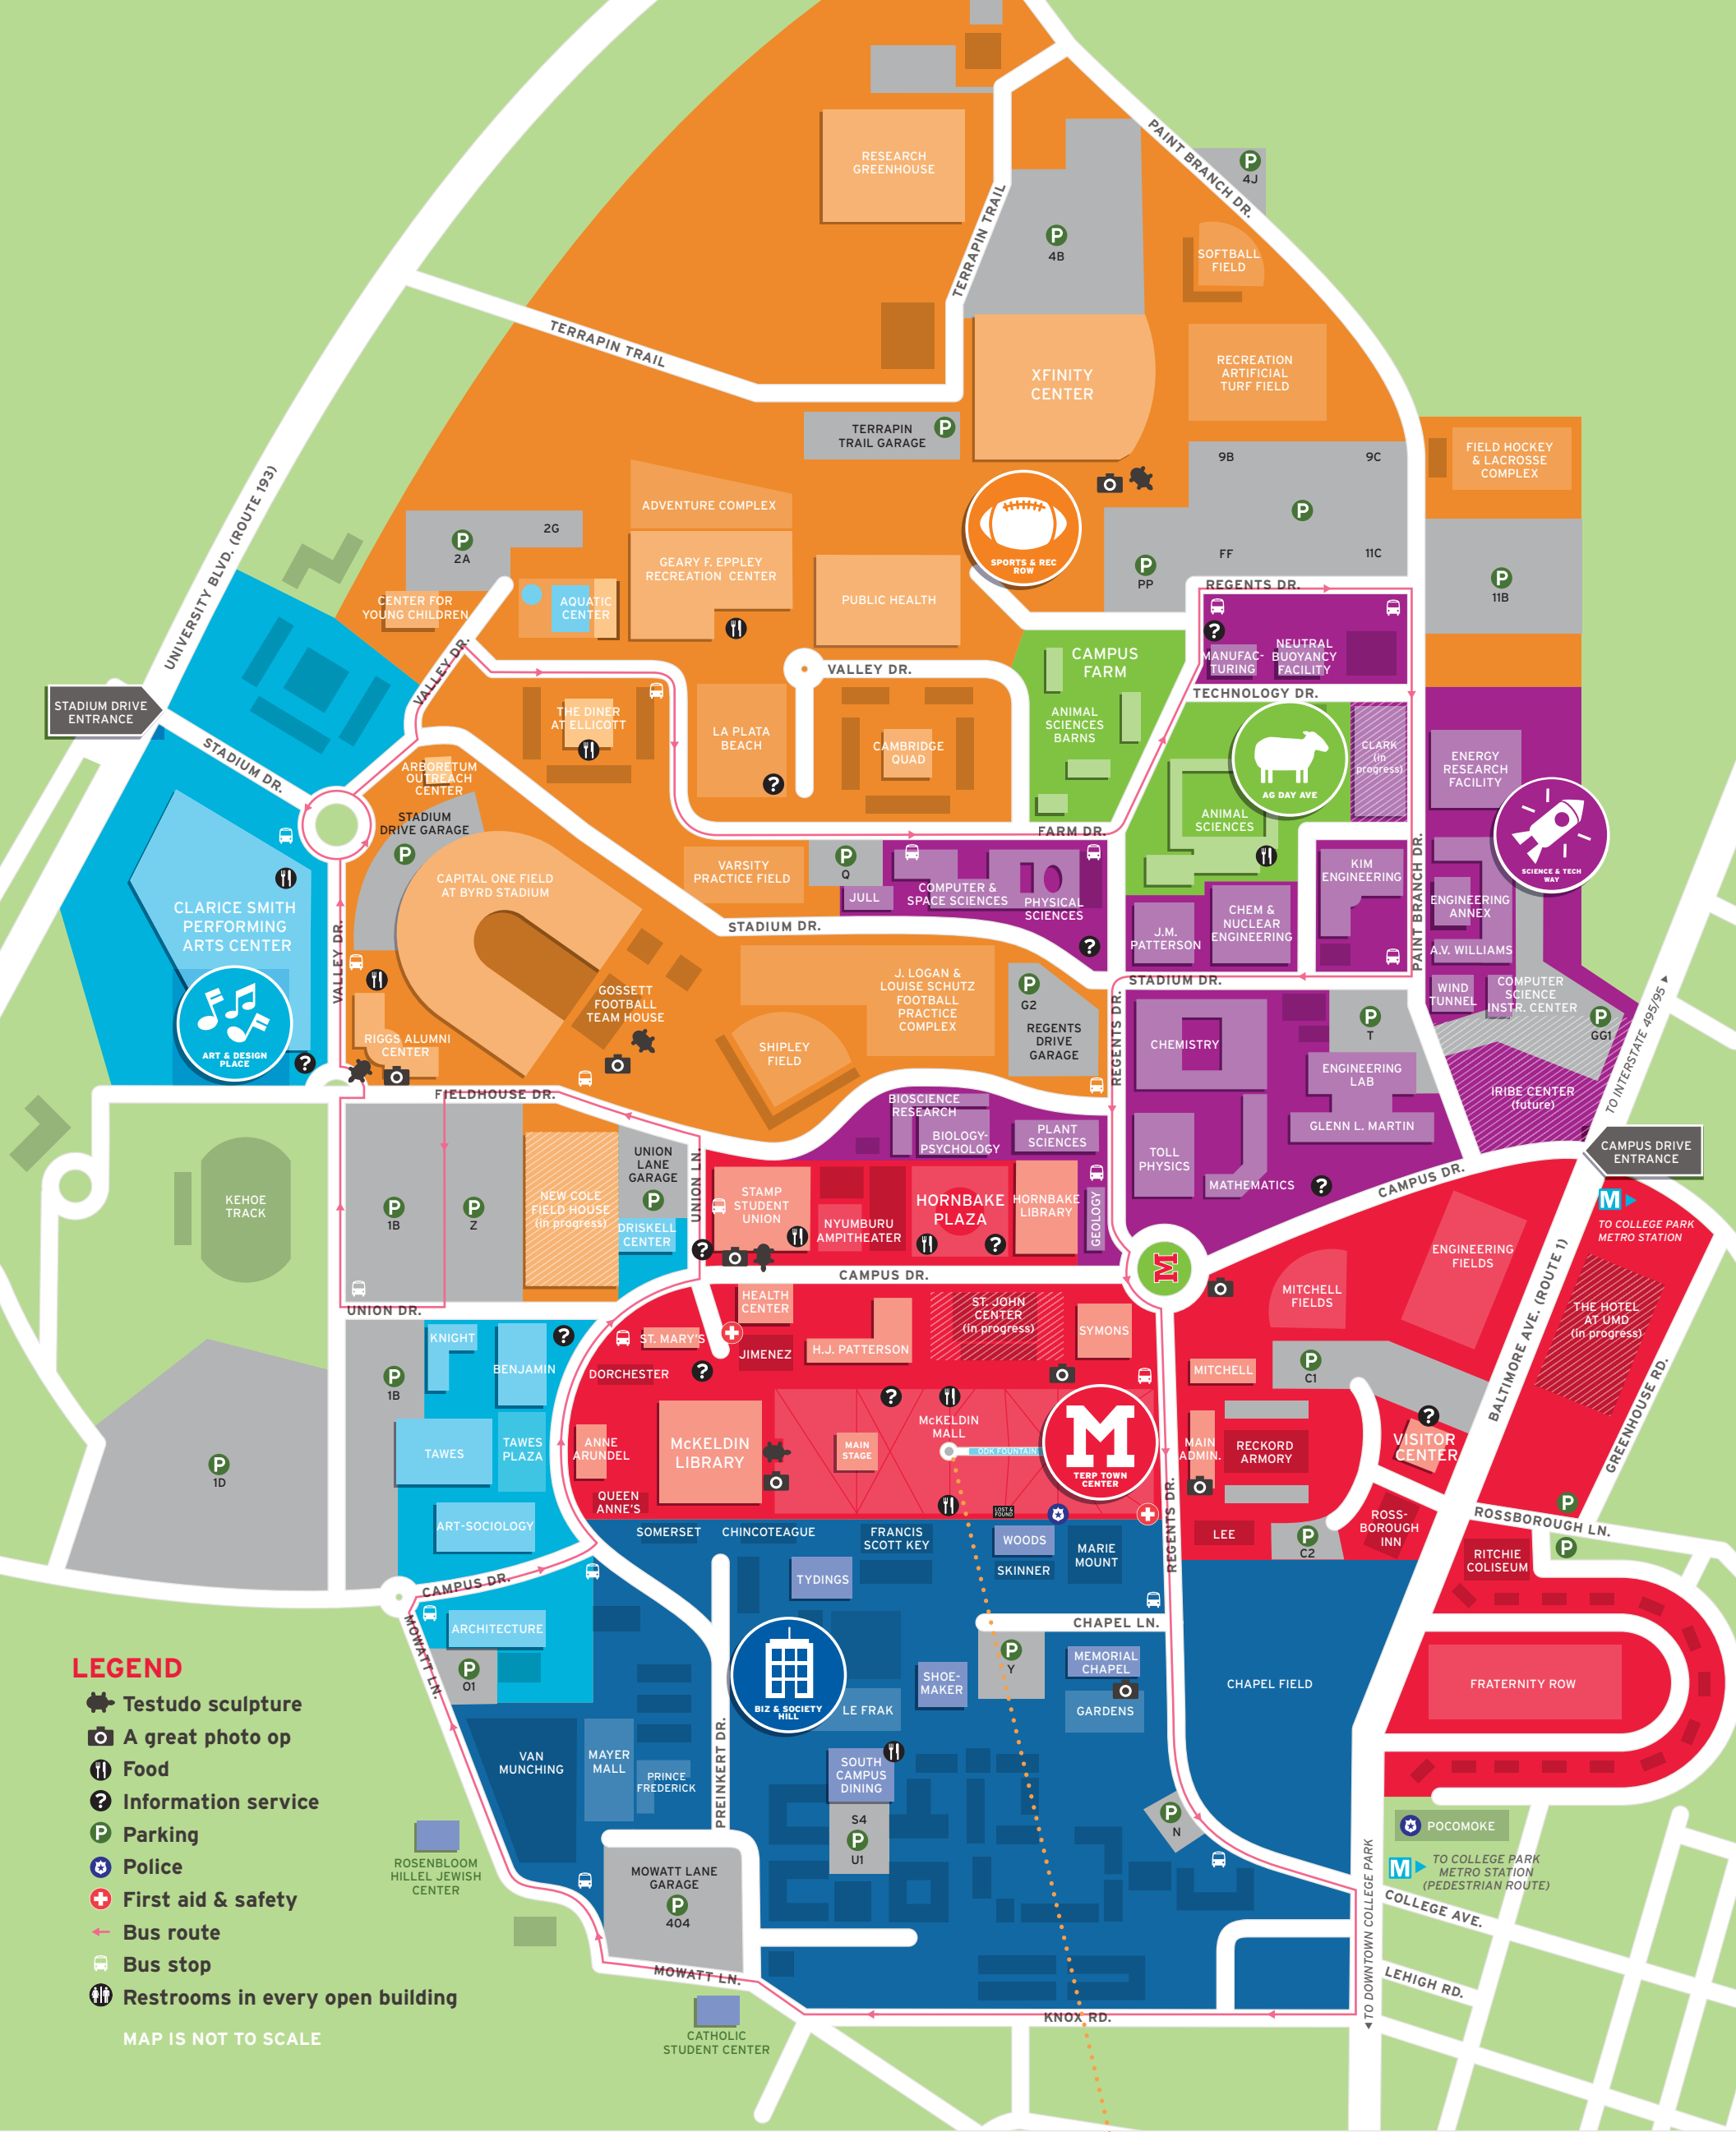 RESEARCH
GREENHOUSE
PAINT BRANCH DR.
P
4J
TERRAPIN TRAIL
P
4B
SOFTBALL
FIELD
TERRAPIN TRAIL
XFINITY
CENTER
RECREATION
ARTIFICIAL
TURF FIELD
TERRAPIN
TRAIL GARAGE
P
UNIVERSITY BLVD. (ROUTE 193)
9B
9C
P
FF
11C
FIELD HOCKEY
& LACROSSE
COMPLEX
ADVENTURE COMPLEX
2G
P
2A
GEARY F. EPPLEY
RECREATION CENTER
SPORTS & REC
ROW
P
PP
P
11B
CENTER FOR
YOUNG CHILDREN
AQUATIC
CENTER
PUBLIC HEALTH
REGENTS DR.
?
MANUFAC-
TURING
NEUTRAL
BUOYANCY
FACILITY
CAMPUS
FARM
VALLEY DR.
VALLEY DR.
TECHNOLOGY DR.
STADIUM DRIVE
ENTRANCE
STADIUM DR.
THE DINER
AT ELLICOTT
LA PLATA
BEACH
?
CAMBRIDGE
QUAD
ANIMAL
SCIENCES
BARNS
AG DAY AVE
CLARK
(in
progress)
ENERGY
RESEARCH
FACILITY
ARBORETUM
OUTREACH
CENTER
STADIUM
DRIVE GARAGE
P
FARM DR.
ANIMAL
SCIENCES
SCIENCE & TECH
WAY
CAPITAL ONE FIELD
AT BYRD STADIUM
VARSITY
PRACTICE FIELD
P
Q
JULL
COMPUTER &
SPACE SCIENCES
PHYSICAL
SCIENCES
KIM
ENGINEERING
PAINT BRANCH DR.
ENGINEERING
ANNEX
CLARICE SMITH
PERFORMING
ARTS CENTER
VALLEY DR.
STADIUM DR.
?
J.M.
PATTERSON
CHEM &
NUCLEAR
ENGINEERING
A.V. WILLIAMS
STADIUM DR.
WIND
TUNNEL
COMPUTER
SCIENCE
INSTR. CENTER
P
GG1
TO INTERSTATE 495/95
ART & DESIGN
PLACE
?
RIGGS ALUMNI
CENTER
GOSSETT
FOOTBALL
TEAM HOUSE
J. LOGAN &
LOUISE SCHUTZ
FOOTBALL
PRACTICE
COMPLEX
SHIPLEY
FIELD
P
G2
REGENTS
DRIVE
GARAGE
REGENTS DR.
CHEMISTRY
P
T
ENGINEERING
LAB
GLENN L. MARTIN
IRIBE CENTER
(future)
FIELDHOUSE DR.
BIOSCIENCE
RESEARCH
BIOLOGY-
PSYCHOLOGY
PLANT
SCIENCES
TOLL
PHYSICS
MATHEMATICS
?
CAMPUS DR.
CAMPUS DRIVE
ENTRANCE
M
TO COLLEGE PARK
METRO STATION
KEHOE
TRACK
P
1B
P
Z
NEW COLE
FIELD HOUSE
(in progress)
UNION
LANE
GARAGE
P
DRISKELL
CENTER
UNION LN.
?
STAMP
STUDENT
UNION
NYUMBURU
AMPITHEATER
HORNBAKE
PLAZA
?
HORNBAKE
LIBRARY
GEOLOGY
M
UNION DR.
CAMPUS DR.
MITCHELL
FIELDS
ENGINEERING
FIELDS
THE HOTEL
AT UMD
(in progress)
BALTIMORE AVE. (ROUTE 1)
GREENHOUSE RD.
P
1D
P
1B
KNIGHT
BENJAMIN
?
ST. MARY'S
DORCHESTER
?
HEALTH
CENTER
JIMENEZ
H.J. PATTERSON
ST. JOHN
CENTER
(in progress)
SYMONS
MITCHELL
P
C1
TAWES
TAWES
PLAZA
ANNE
ARUNDEL
McKELDIN
LIBRARY
?
MAIN
STAGE
McKELDIN
MALL
ODK FOUNTAIN
M
TERP TOWN
CENTER
MAIN
ADMIN.
RECKORD
ARMORY
?
VISITOR
CENTER
ART-SOCIOLOGY
QUEEN
ANNE'S
LOST &
FOUND
REGENTS DR.
LEE
P
C2
ROSS-
BOROUGH
INN
ROSSBOROUGH LN.
P
P
RITCHIE
COLISEUM
SOMERSET
CHINCOTEAGUE
FRANCIS
SCOTT KEY
WOODS
SKINNER
MARIE
MOUNT
CAMPUS DR.
TYDINGS
MOWATT LN.
ARCHITECTURE
P
O1
CHAPEL LN.
P
Y
MEMORIAL
CHAPEL
GARDENS
SHOE-
MAKER
LE FRAK
BIZ & SOCIETY
HILL
CHAPEL FIELD
FRATERNITY ROW
VAN
MUNCHING
MAYER
MALL
PRINCE
FREDERICK
PREINKERT DR.
SOUTH
CAMPUS
DINING
S4
P
U1
P
N
POCOMOKE
M
TO COLLEGE PARK
METRO STATION
(PEDESTRIAN ROUTE)
COLLEGE AVE.
TO DOWNTOWN COLLEGE PARK
LEHIGH RD.
ROSENBLOOM
HILLEL JEWISH
CENTER
MOWATT LANE
GARAGE
P
404
MOWATT LN.
KNOX RD.
CATHOLIC
STUDENT CENTER
LEGEND
Testudo sculpture
A great photo op
Food
? Information service
P Parking
Police
First aid & safety
Bus route
Bus stop
Restrooms in every open building
MAP IS NOT TO SCALE